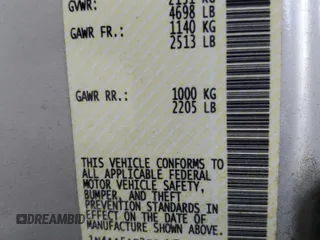 GVWR: 2131 KG
4698 LB
GAWR FR.: 1140 KG
2513 LB
GAWR RR.: 1000 KG
2205 LB
THIS VEHICLE CONFORMS TO
ALL APPLICABLE FEDERAL
MOTOR VEHICLE SAFETY,
BUMPER, AND THEFT
PREVENTION STANDARDS IN
EFFECT ON THE DATE OF
MANUFACTURE SHOWN ABOVE.
DREAMBID